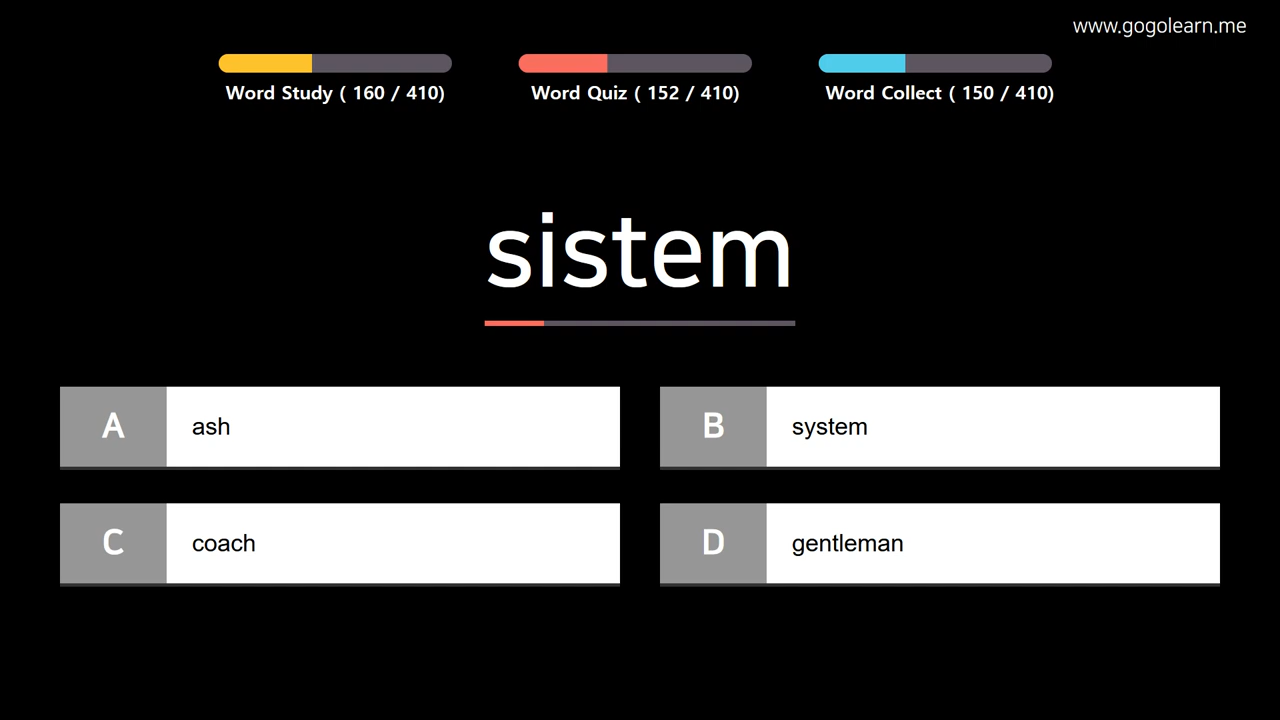 www.gogolearn.me
Word Study ( 160 / 410)
Word Quiz ( 152 / 410)
Word Collect ( 150 / 410)
sistem
A ash
B system
C coach
D gentleman